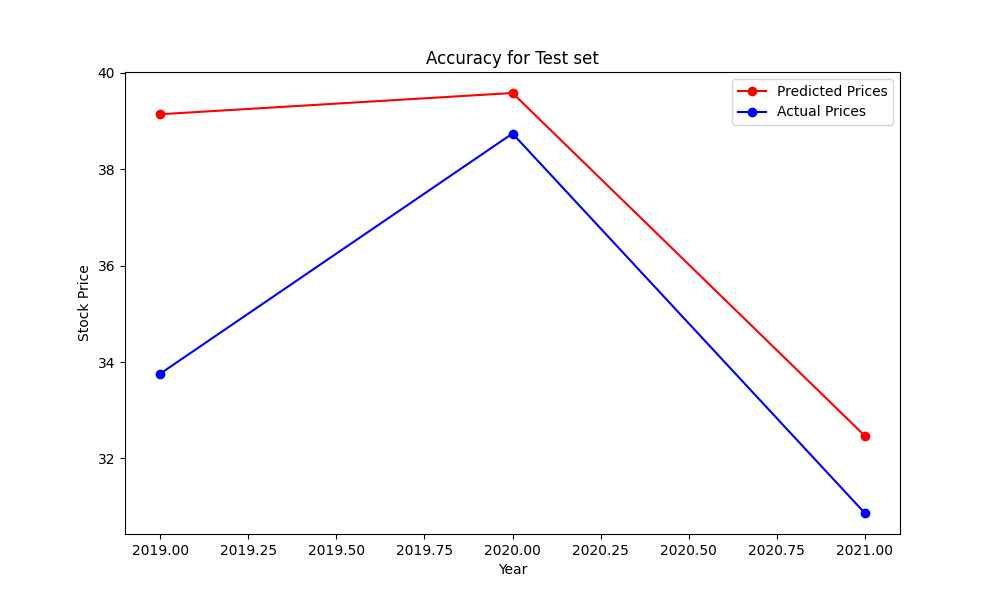 Accuracy for Test set
Predicted Prices
Actual Prices
Stock Price
40
38
36
34
32
2019.00 2019.25 2019.50 2019.75 2020.00 2020.25 2020.50 2020.75 2021.00
Year